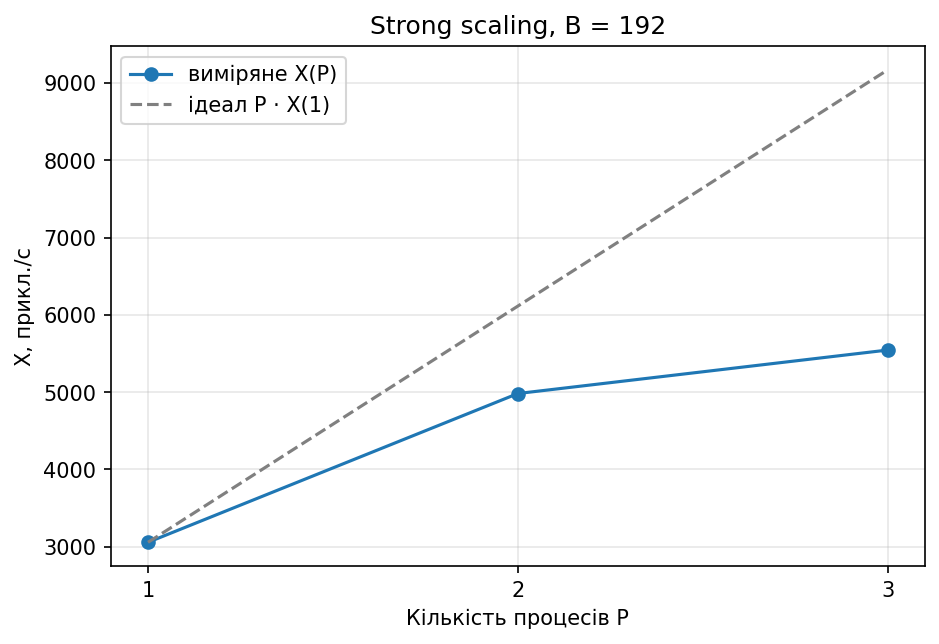 Strong scaling, B = 192
виміряне X(P)
ідеал P · X(1)
9000
8000
7000
6000
5000
4000
3000
X, прикл./с
1
2
3
Кількість процесів P